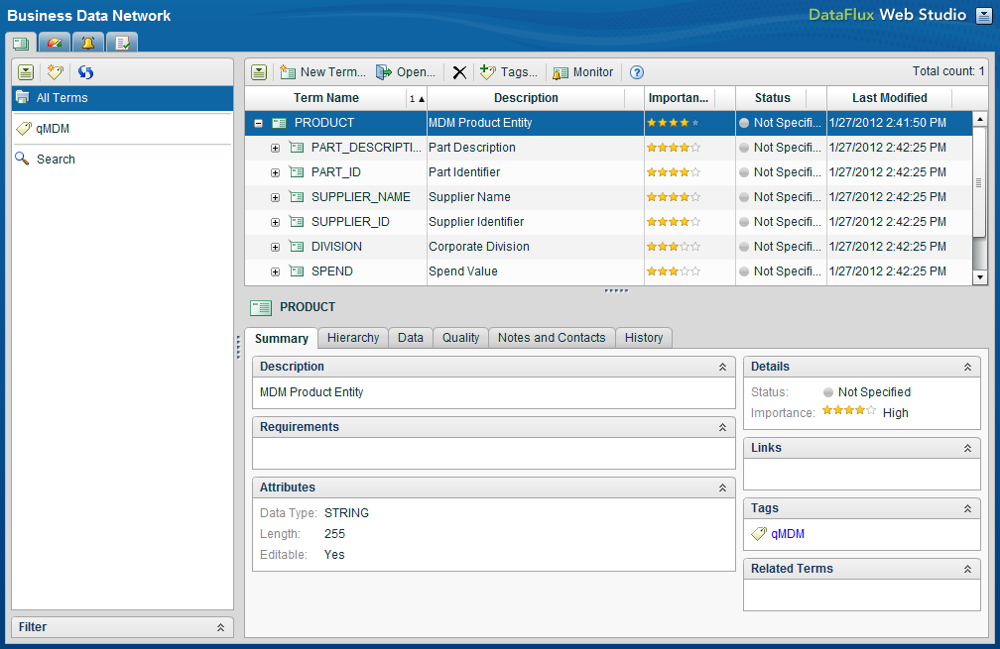 Business Data Network
DataFlux Web Studio
New Term... Open... Tags... Monitor ? Total count: 1
All Terms
qMDM
Search
Filter
Term Name 1 ▲ Description Importan... Status Last Modified
PRODUCT MDM Product Entity Not Specifi... 1/27/2012 2:41:50 PM
PART_DESCRIPTI... Part Description Not Specifi... 1/27/2012 2:42:25 PM
PART_ID Part Identifier Not Specifi... 1/27/2012 2:42:25 PM
SUPPLIER_NAME Supplier Name Not Specifi... 1/27/2012 2:42:25 PM
SUPPLIER_ID Supplier Identifier Not Specifi... 1/27/2012 2:42:25 PM
DIVISION Corporate Division Not Specifi... 1/27/2012 2:42:25 PM
SPEND Spend Value Not Specifi... 1/27/2012 2:42:25 PM
PRODUCT
Summary Hierarchy Data Quality Notes and Contacts History
Description
MDM Product Entity
Requirements
Attributes
Data Type: STRING
Length: 255
Editable: Yes
Details
Status: Not Specified
Importance: High
Links
Tags
qMDM
Related Terms